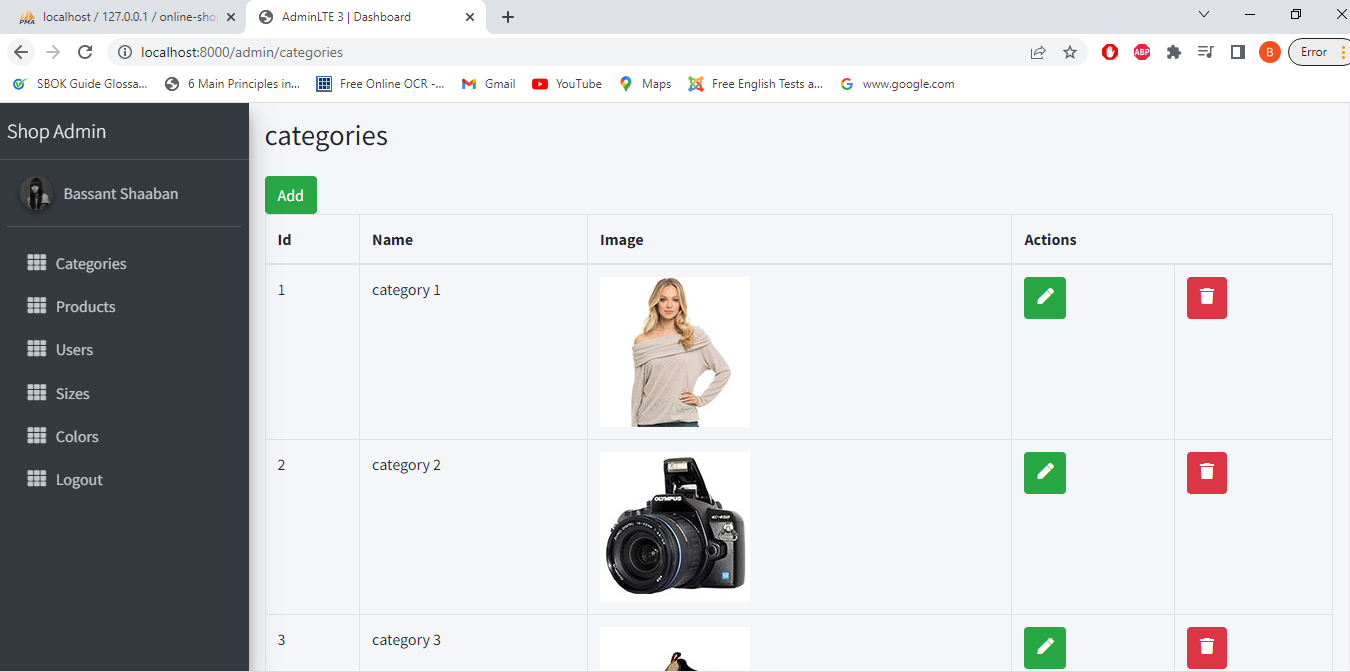 PMA localhost / 127.0.0.1 / online-sho
AdminLTE 3 | Dashboard
localhost:8000/admin/categories
ABP
B
Error
SBOK Guide Glossa...
6 Main Principles in...
Free Online OCR -...
Gmail
YouTube
Maps
Free English Tests a...
www.google.com
Shop Admin
Bassant Shaaban
Categories
Products
Users
Sizes
Colors
Logout
categories
Add
Id Name Image Actions
1 category 1
2 category 2
OLYMPUS
E-450
3 category 3